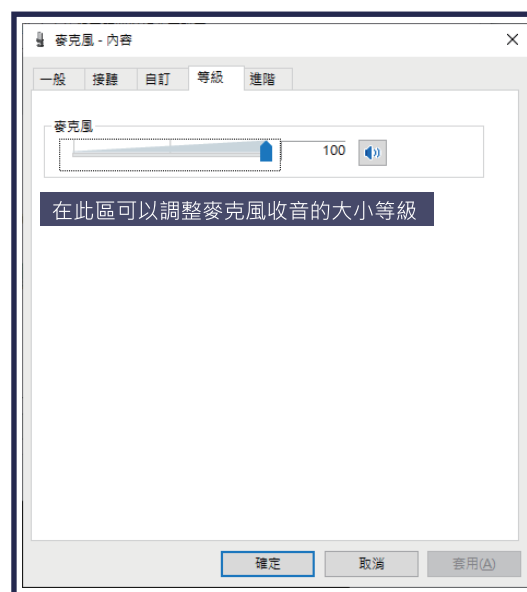 麥克風 - 內容
一般 接聽 自訂 等級 進階
麥克風
100
在此區可以調整麥克風收音的大小等級
確定 取消 套用(A)